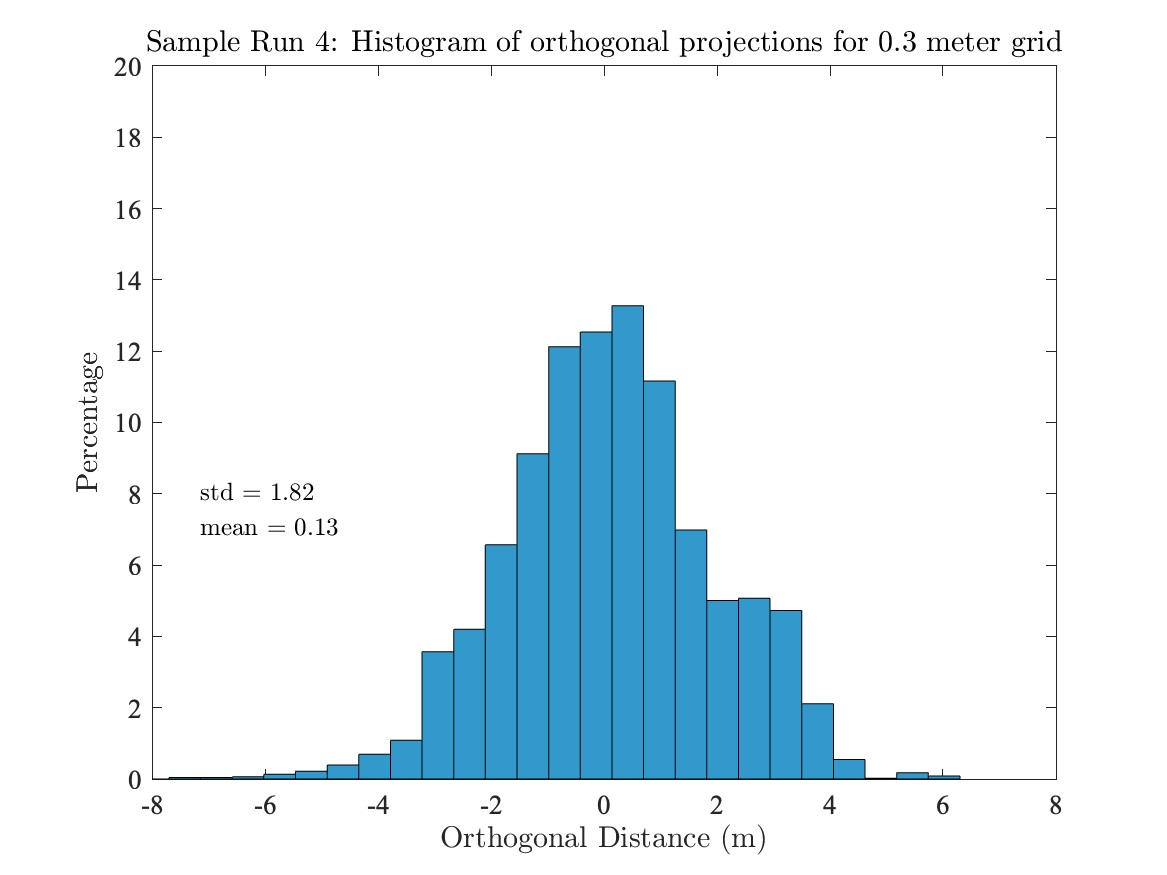 Sample Run 4: Histogram of orthogonal projections for 0.3 meter grid
20
18
16
14
12
10
8
6
4
2
0
Percentage
std = 1.82
mean = 0.13
-8 -6 -4 -2 0 2 4 6 8
Orthogonal Distance (m)